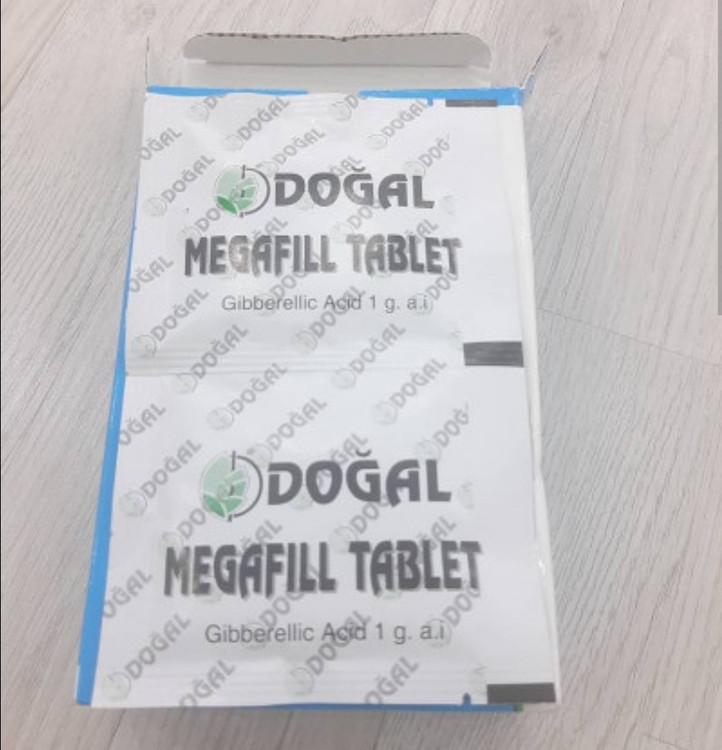 DOĞAL
MEGAFILL TABLET
Gibberellic Acid 1 g. a.i
DOĞAL
MEGAFILL TABLET
Gibberellic Acid 1 g. a.i